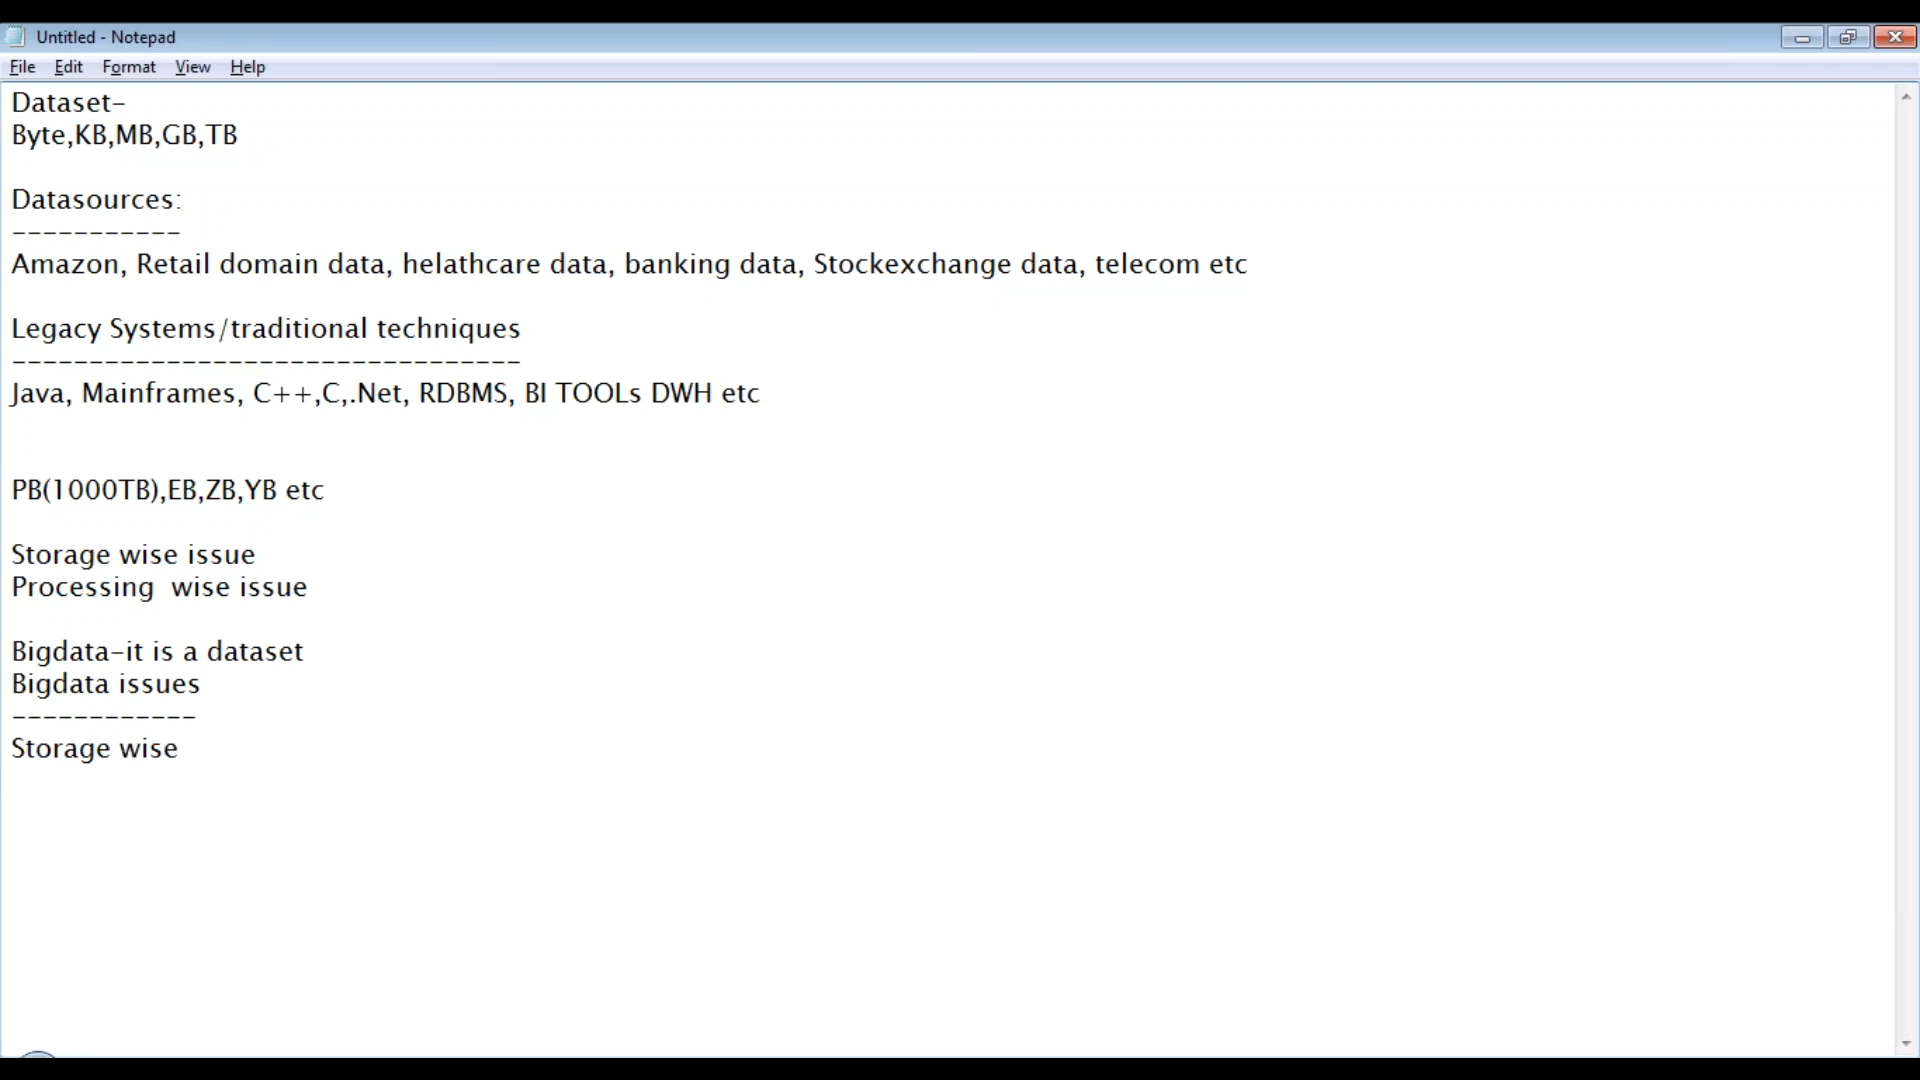 Untitled - Notepad
File Edit Format View Help
Dataset-
Byte,KB,MB,GB,TB
Datasources:
-----------
Amazon, Retail domain data, helathcare data, banking data, Stockexchange data, telecom etc
Legacy Systems/traditional techniques
---------------------------------
Java, Mainframes, C++,C,.Net, RDBMS, BI TOOLs DWH etc
PB(1000TB),EB,ZB,YB etc
Storage wise issue
Processing  wise issue
Bigdata-it is a dataset
Bigdata issues
------------
Storage wise